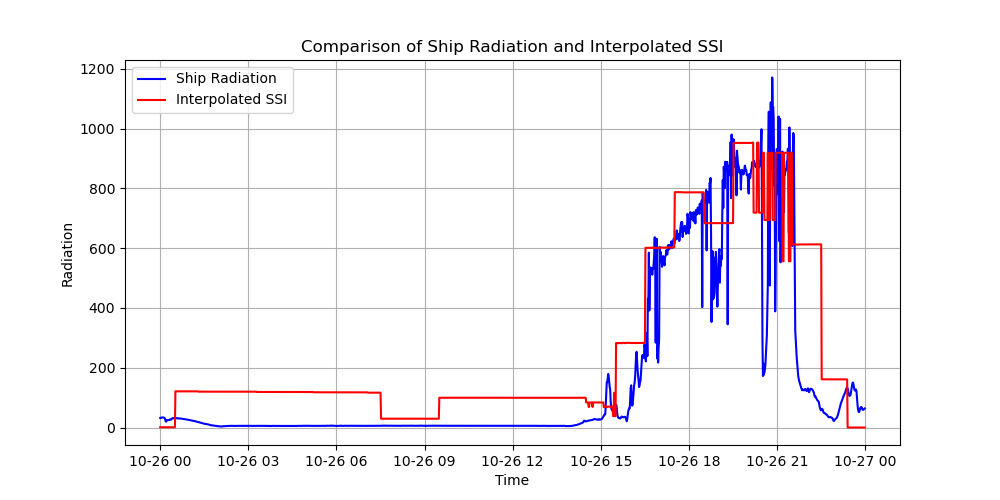 Comparison of Ship Radiation and Interpolated SSI
Ship Radiation
Interpolated SSI
Radiation
1200
1000
800
600
400
200
0
10-26 00 10-26 03 10-26 06 10-26 09 10-26 12 10-26 15 10-26 18 10-26 21 10-27 00
Time